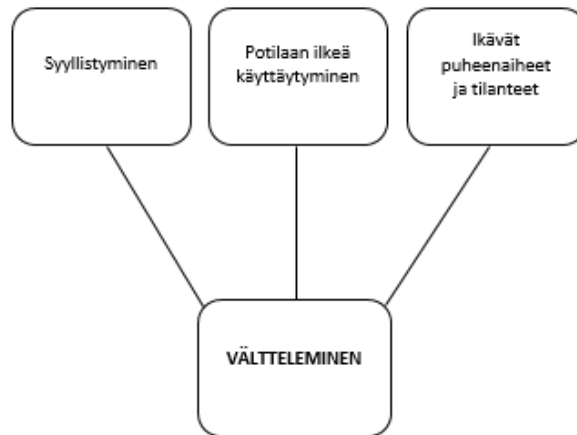 Syyllistyminen
Potilaan ilkeä
käyttäytyminen
Ikävät
puheenaiheet
ja tilanteet
VÄLTTELEMINEN